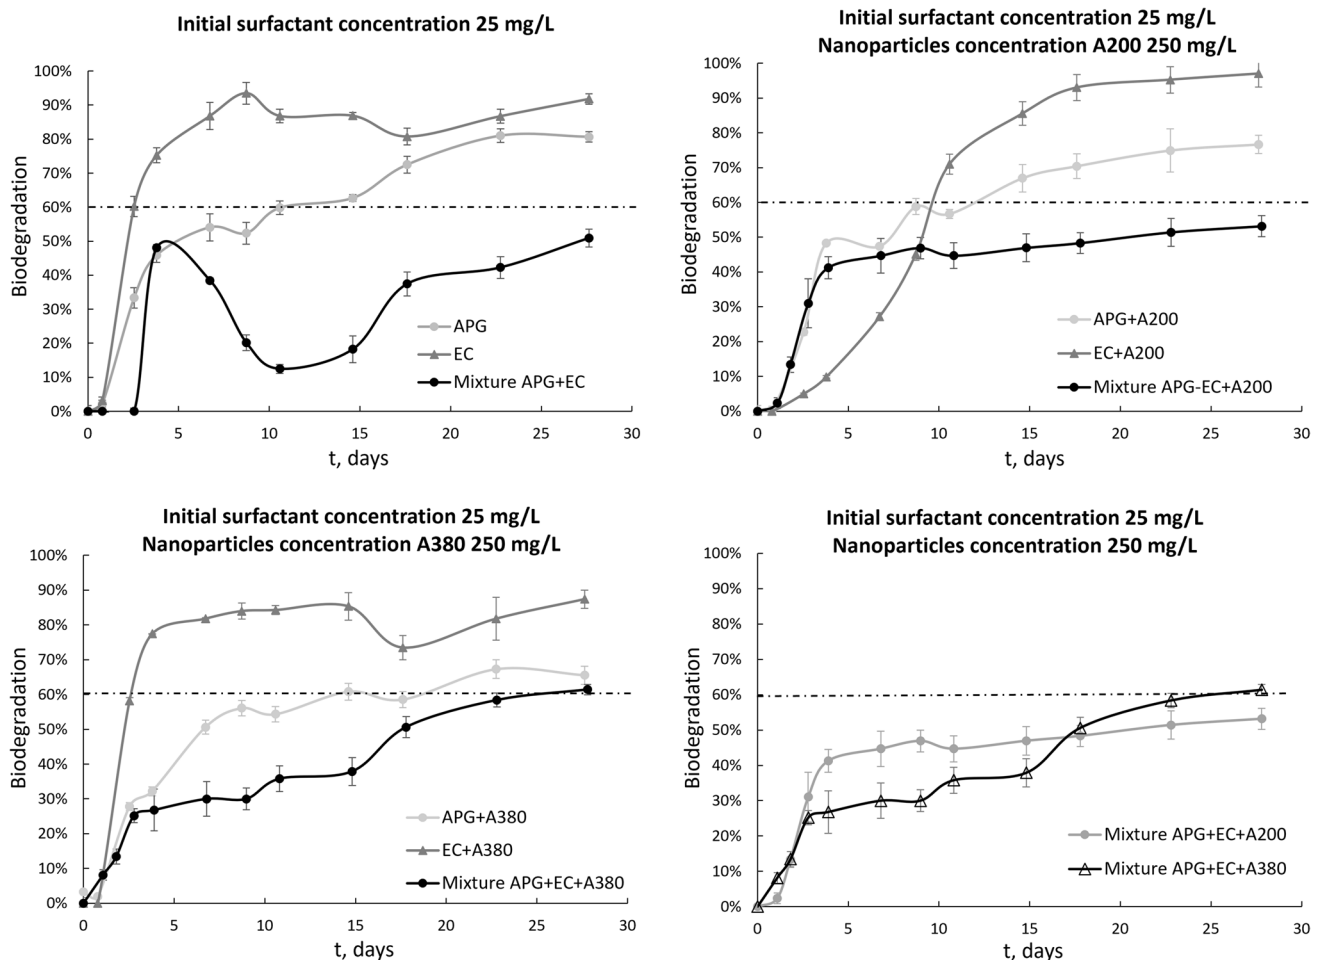 Initial surfactant concentration 25 mg/L
100%
90%
80%
70%
60%
50%
40%
30%
20%
10%
0%
Biodegradation
APG
EC
Mixture APG+EC
0 5 10 15 20 25 30
t, days
Initial surfactant concentration 25 mg/L
Nanoparticles concentration A200 250 mg/L
100%
90%
80%
70%
60%
50%
40%
30%
20%
10%
0%
Biodegradation
APG+A200
EC+A200
Mixture APG-EC+A200
0 5 10 15 20 25 30
t, days
Initial surfactant concentration 25 mg/L
Nanoparticles concentration A380 250 mg/L
100%
90%
80%
70%
60%
50%
40%
30%
20%
10%
0%
Biodegradation
APG+A380
EC+A380
Mixture APG+EC+A380
0 5 10 15 20 25 30
t, days
Initial surfactant concentration 25 mg/L
Nanoparticles concentration 250 mg/L
100%
90%
80%
70%
60%
50%
40%
30%
20%
10%
0%
Biodegradation
Mixture APG+EC+A200
Mixture APG+EC+A380
0 5 10 15 20 25 30
t, days